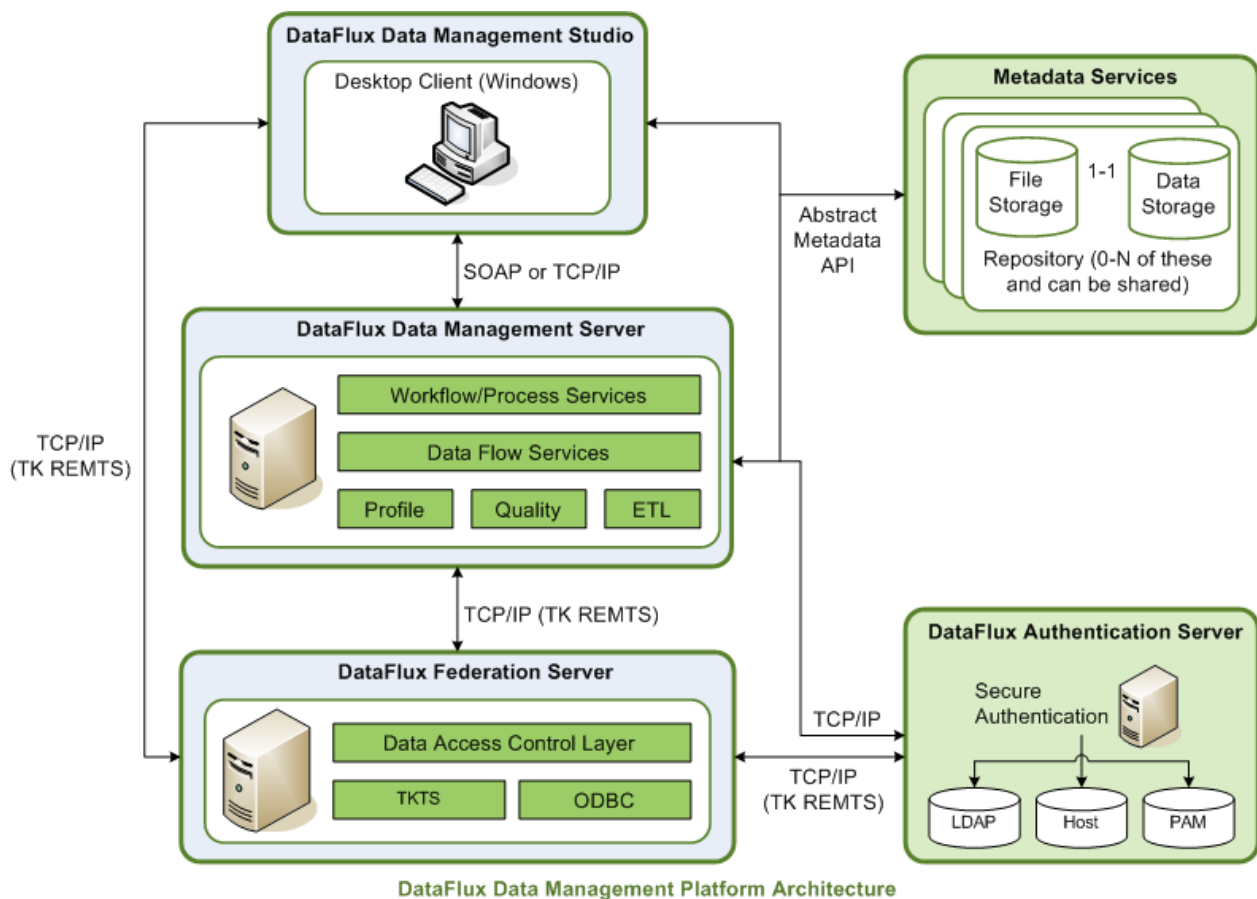 DataFlux Data Management Studio
Desktop Client (Windows)
Metadata Services
File
Storage
1-1
Data
Storage
Repository (0-N of these
and can be shared)
Abstract
Metadata
API
SOAP or TCP/IP
DataFlux Data Management Server
Workflow/Process Services
Data Flow Services
Profile
Quality
ETL
TCP/IP
(TK REMTS)
TCP/IP (TK REMTS)
DataFlux Federation Server
Data Access Control Layer
TKTS
ODBC
TCP/IP
TCP/IP
(TK REMTS)
DataFlux Authentication Server
Secure
Authentication
LDAP
Host
PAM
DataFlux Data Management Platform Architecture